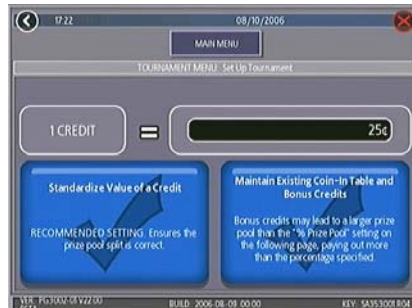 17:22
08/10/2006
MAIN MENU
TOURNAMENT MENU: Set Up Tournament
1 CREDIT
=
25¢
Standardize Value of a Credit
RECOMMENDED SETTING. Ensures the
prize pool split is correct.
Maintain Existing Coin-In Table and
Bonus Credits
Bonus credits may lead to a larger prize
pool than the "% Prize Pool" setting on
the following page, paying out more
than the percentage specified.
VER: PG3002-01 V22.00
BETA
BUILD: 2006-08-08 00:00
KEY: SA3S3001R04